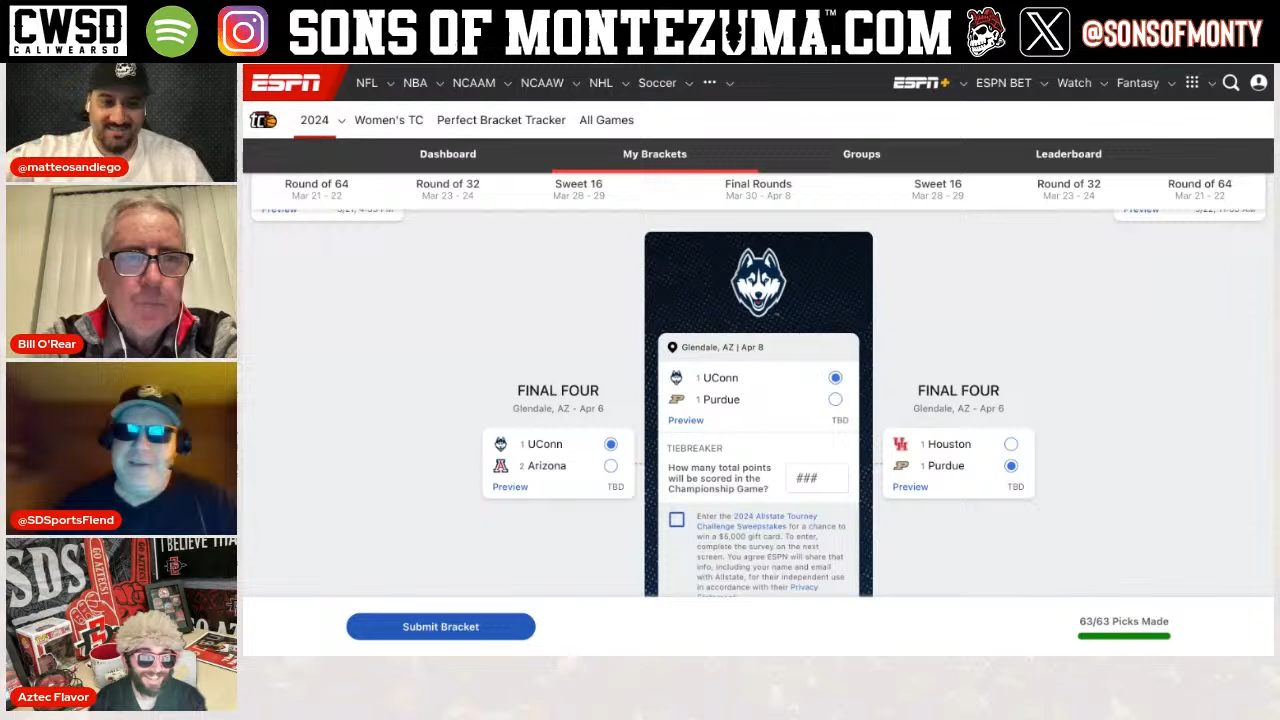 CWSD
CALIWEARSD
SONS OF MONTEZUMA.COM™
@SONSOFMONTY
ESPN
NFL
NBA
NCAAM
NCAAW
NHL
Soccer
ESPN+
BET
Watch
Fantasy
2024
Women's TC
Perfect Bracket Tracker
All Games
Dashboard
My Brackets
Groups
Leaderboard
Round of 64
Round of 32
Sweet 16
Final Rounds
Sweet 16
Round of 32
Round of 64
Mar 21 - 22
Mar 23 - 24
Mar 28 - 29
Mar 30 - Apr 8
Mar 28 - 29
Mar 23 - 24
Mar 21 - 22
Preview
Preview
Glendale, AZ | Apr 8
1 UConn
1 Purdue
Preview
TBD
FINAL FOUR
Glendale, AZ - Apr 6
1 UConn
2 Arizona
Preview
TBD
TIEBREAKER
How many total points
will be scored in the
Championship Game?
###
Enter the 2024 Allstate Tourney
Challenge Sweepstakes for a chance to
win a $5,000 gift card. To enter,
complete the survey on the next
screen. You agree ESPN will share that
info, including your name and email
with Allstate, for their independent use
in accordance with their Privacy
FINAL FOUR
Glendale, AZ - Apr 6
1 Houston
1 Purdue
Preview
TBD
Submit Bracket
63/63 Picks Made
@matteosandiego
Bill O'Rear
@SDSportsFiend
SDS
GO AZTECS!
I BELIEVE THA
Aztec Flavor